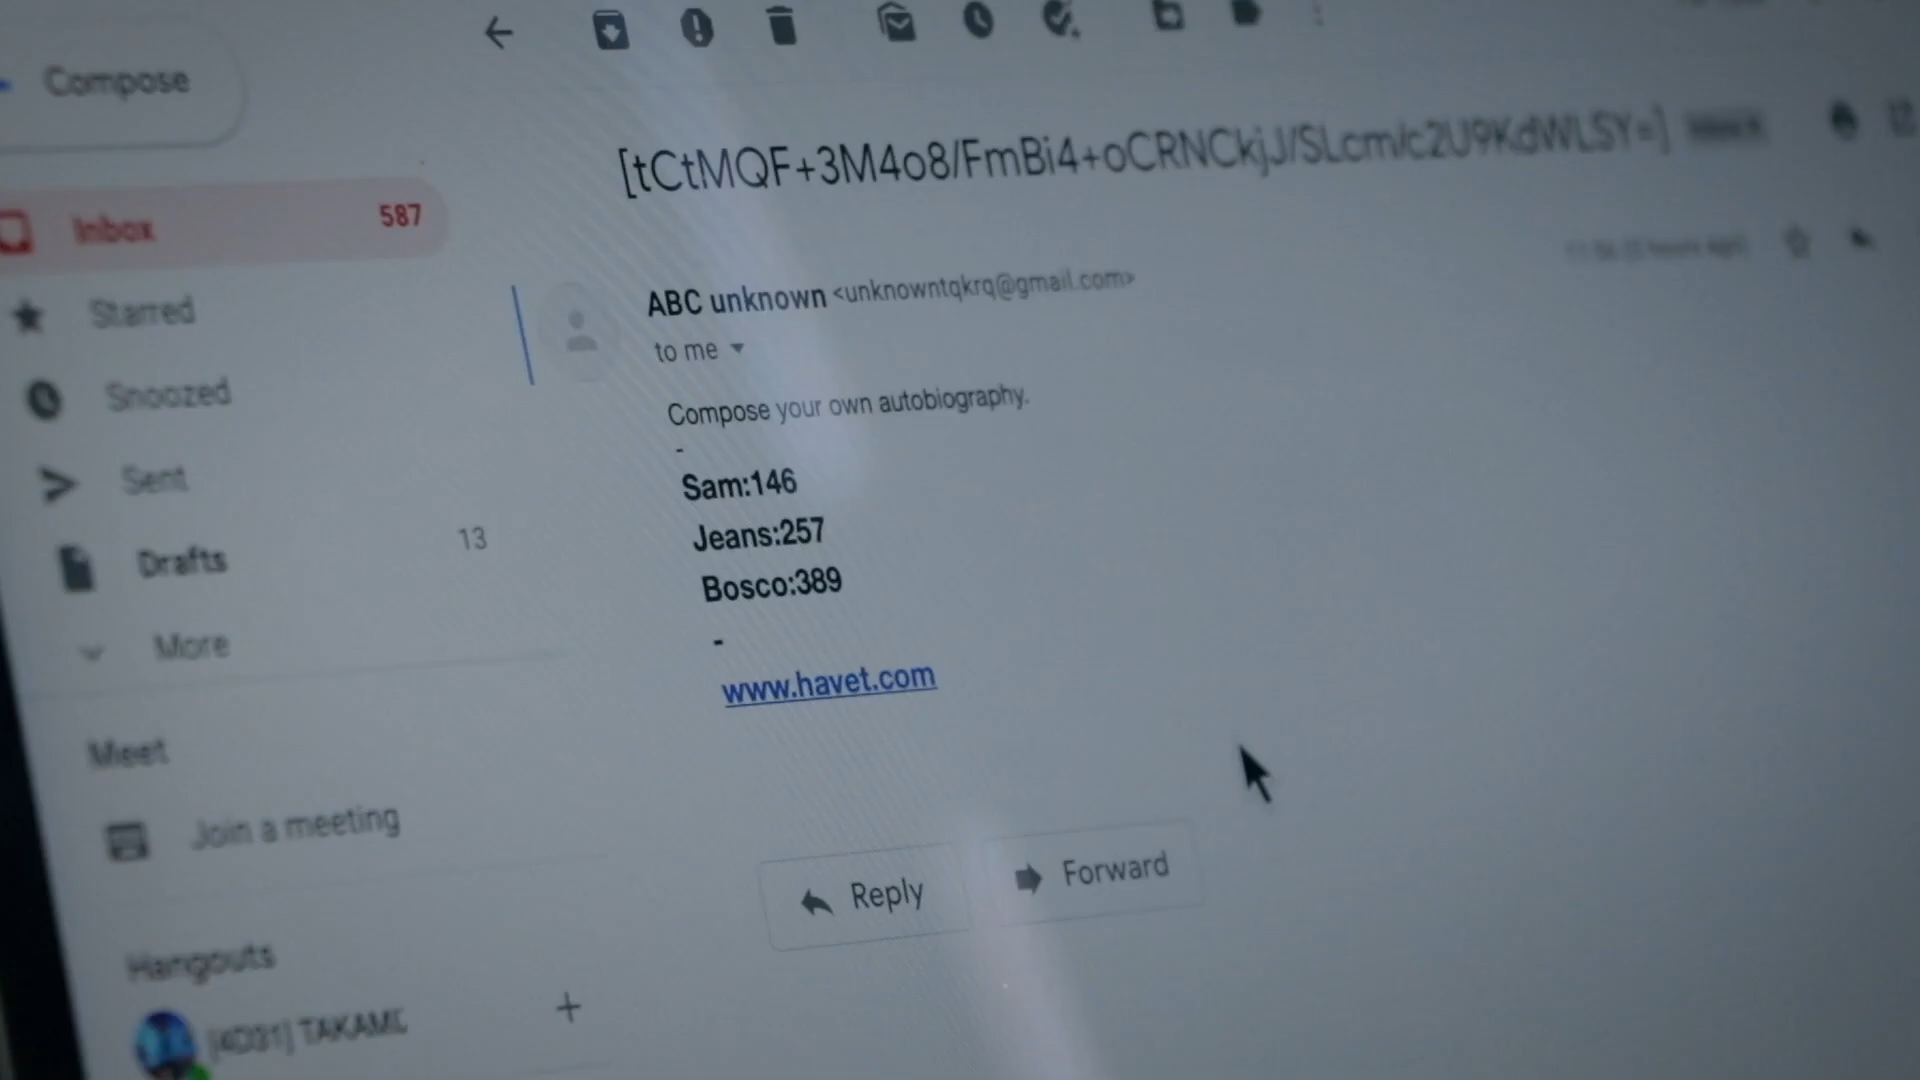 Compose
[tCtMQF+3M4o8/FmBi4+oCRNCkjJ/SLcm/c2U9KdWLSY=]
Inbox 587
ABC unknown <unknowntqkrq@gmail.com>
Starred
to me
Snoozed
Compose your own autobiography.
-
Sent
Sam:146
Drafts 13
Jeans:257
Bosco:389
More
-
www.havet.com
Meet
Join a meeting
Reply Forward
Hangouts
[4D31] TAKAM
+